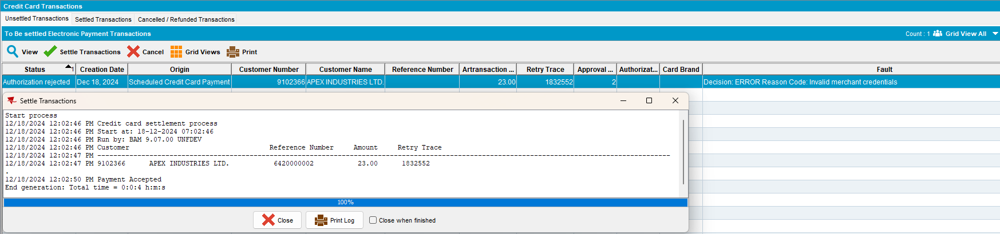 Credit Card Transactions
Unsettled Transactions Settled Transactions Cancelled / Refunded Transactions
To Be settled Electronic Payment Transactions Count : 1 Grid View All
View Settle Transactions Cancel Grid Views Print
Status 1 Creation Date Origin Customer Number Customer Name Reference Number Artransaction ... Retry Trace Approval ... Authorizat... Card Brand Fault
Authorization rejected Dec 18, 2024 Scheduled Credit Card Payment 9102366 APEX INDUSTRIES LTD. 23.00 1832552 2 Decision: ERROR Reason Code: Invalid merchant credentials
Settle Transactions
Start process
12/18/2024 12:02:46 PM Credit card settlement process
12/18/2024 12:02:46 PM Start at: 18-12-2024 07:02:46
12/18/2024 12:02:46 PM Run by: BAM 9.07.00 UNFDEV
12/18/2024 12:02:46 PM Customer Reference Number Amount Retry Trace
12/18/2024 12:02:47 PM ------------------------------------------------------------------------------------------------------------------------------------------------
12/18/2024 12:02:47 PM 9102366 APEX INDUSTRIES LTD. 6420000002 23.00 1832552
.
12/18/2024 12:02:50 PM Payment Accepted
End generation: Total time = 0:0:4 h:m:s
100%
Close Print Log Close when finished